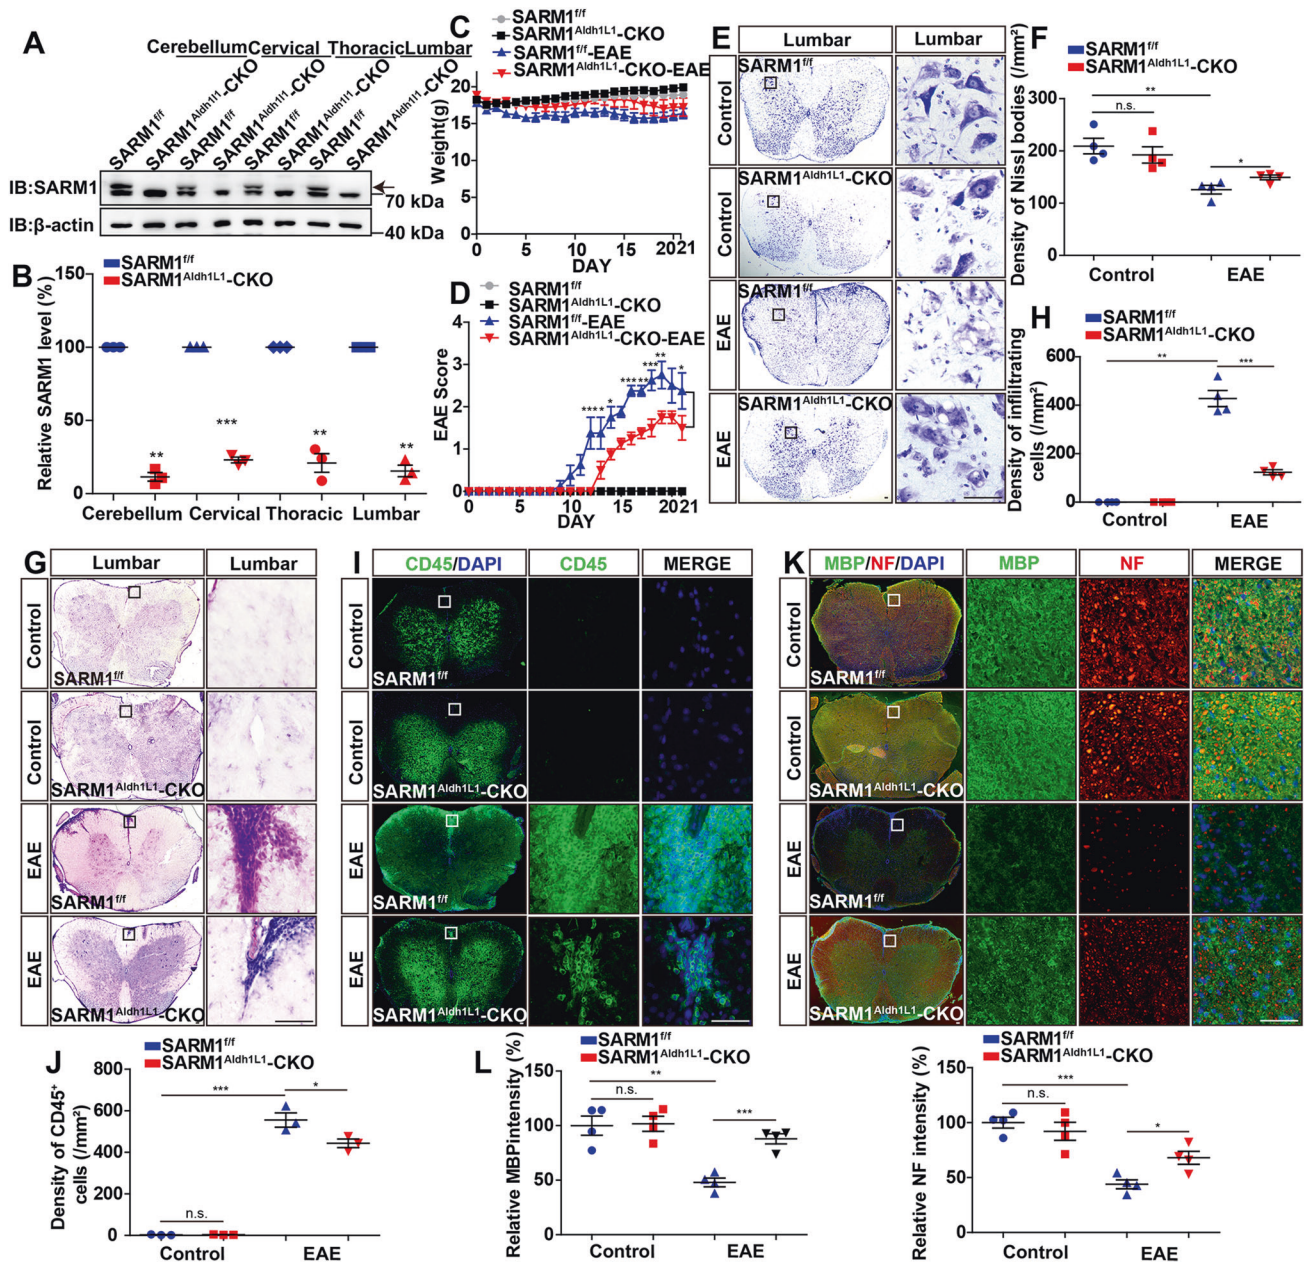 A
Cerebellum Cervical Thoracic Lumbar
SARM1f/f
SARM1Aldh1l1-CKO
SARM1f/f
SARM1Aldh1l1-CKO
SARM1f/f
SARM1Aldh1l1-CKO
SARM1f/f
SARM1Aldh1l1-CKO
IB:SARM1
70 kDa
IB:β-actin
40 kDa
B
SARM1f/f
SARM1Aldh1L1-CKO
Relative SARM1 level (%)
150
100
50
0
** *** ** **
Cerebellum Cervical Thoracic Lumbar
C
SARM1f/f
SARM1Aldh1L1-CKO
SARM1f/f-EAE
SARM1Aldh1L1-CKO-EAE
Weight(g)
20
15
10
5
0
0 5 10 15 2021
DAY
D
SARM1f/f
SARM1Aldh1L1-CKO
SARM1f/f-EAE
SARM1Aldh1L1-CKO-EAE
EAE Score
4
3
2
1
0
**** * ***** *** ** *
0 5 10 15 2021
DAY
E
Lumbar Lumbar
Control
SARM1f/f
Control
SARM1Aldh1L1-CKO
EAE
SARM1f/f
EAE
SARM1Aldh1L1-CKO
F
SARM1f/f
SARM1Aldh1L1-CKO
Density of Nissl bodies (/mm²)
300
200
100
0
**
n.s.
*
Control EAE
H
SARM1f/f
SARM1Aldh1L1-CKO
Density of infiltrating
cells (/mm²)
600
400
200
0
** ***
Control EAE
G
Lumbar Lumbar
Control
SARM1f/f
Control
SARM1Aldh1L1-CKO
EAE
SARM1f/f
EAE
SARM1Aldh1L1-CKO
I
CD45/DAPI CD45 MERGE
Control
SARM1f/f
Control
SARM1Aldh1L1-CKO
EAE
SARM1f/f
EAE
SARM1Aldh1L1-CKO
K
MBP/NF/DAPI MBP NF MERGE
Control
SARM1f/f
Control
SARM1Aldh1L1-CKO
EAE
SARM1f/f
EAE
SARM1Aldh1L1-CKO
J
SARM1f/f
SARM1Aldh1L1-CKO
Density of CD45+
cells (/mm²)
800
600
400
200
0
*** *
n.s.
Control EAE
L
SARM1f/f
SARM1Aldh1L1-CKO
Relative MBPintensity (%)
150
100
50
0
**
n.s.
***
Control EAE
SARM1f/f
SARM1Aldh1L1-CKO
Relative NF intensity (%)
150
100
50
0
***
n.s.
*
Control EAE